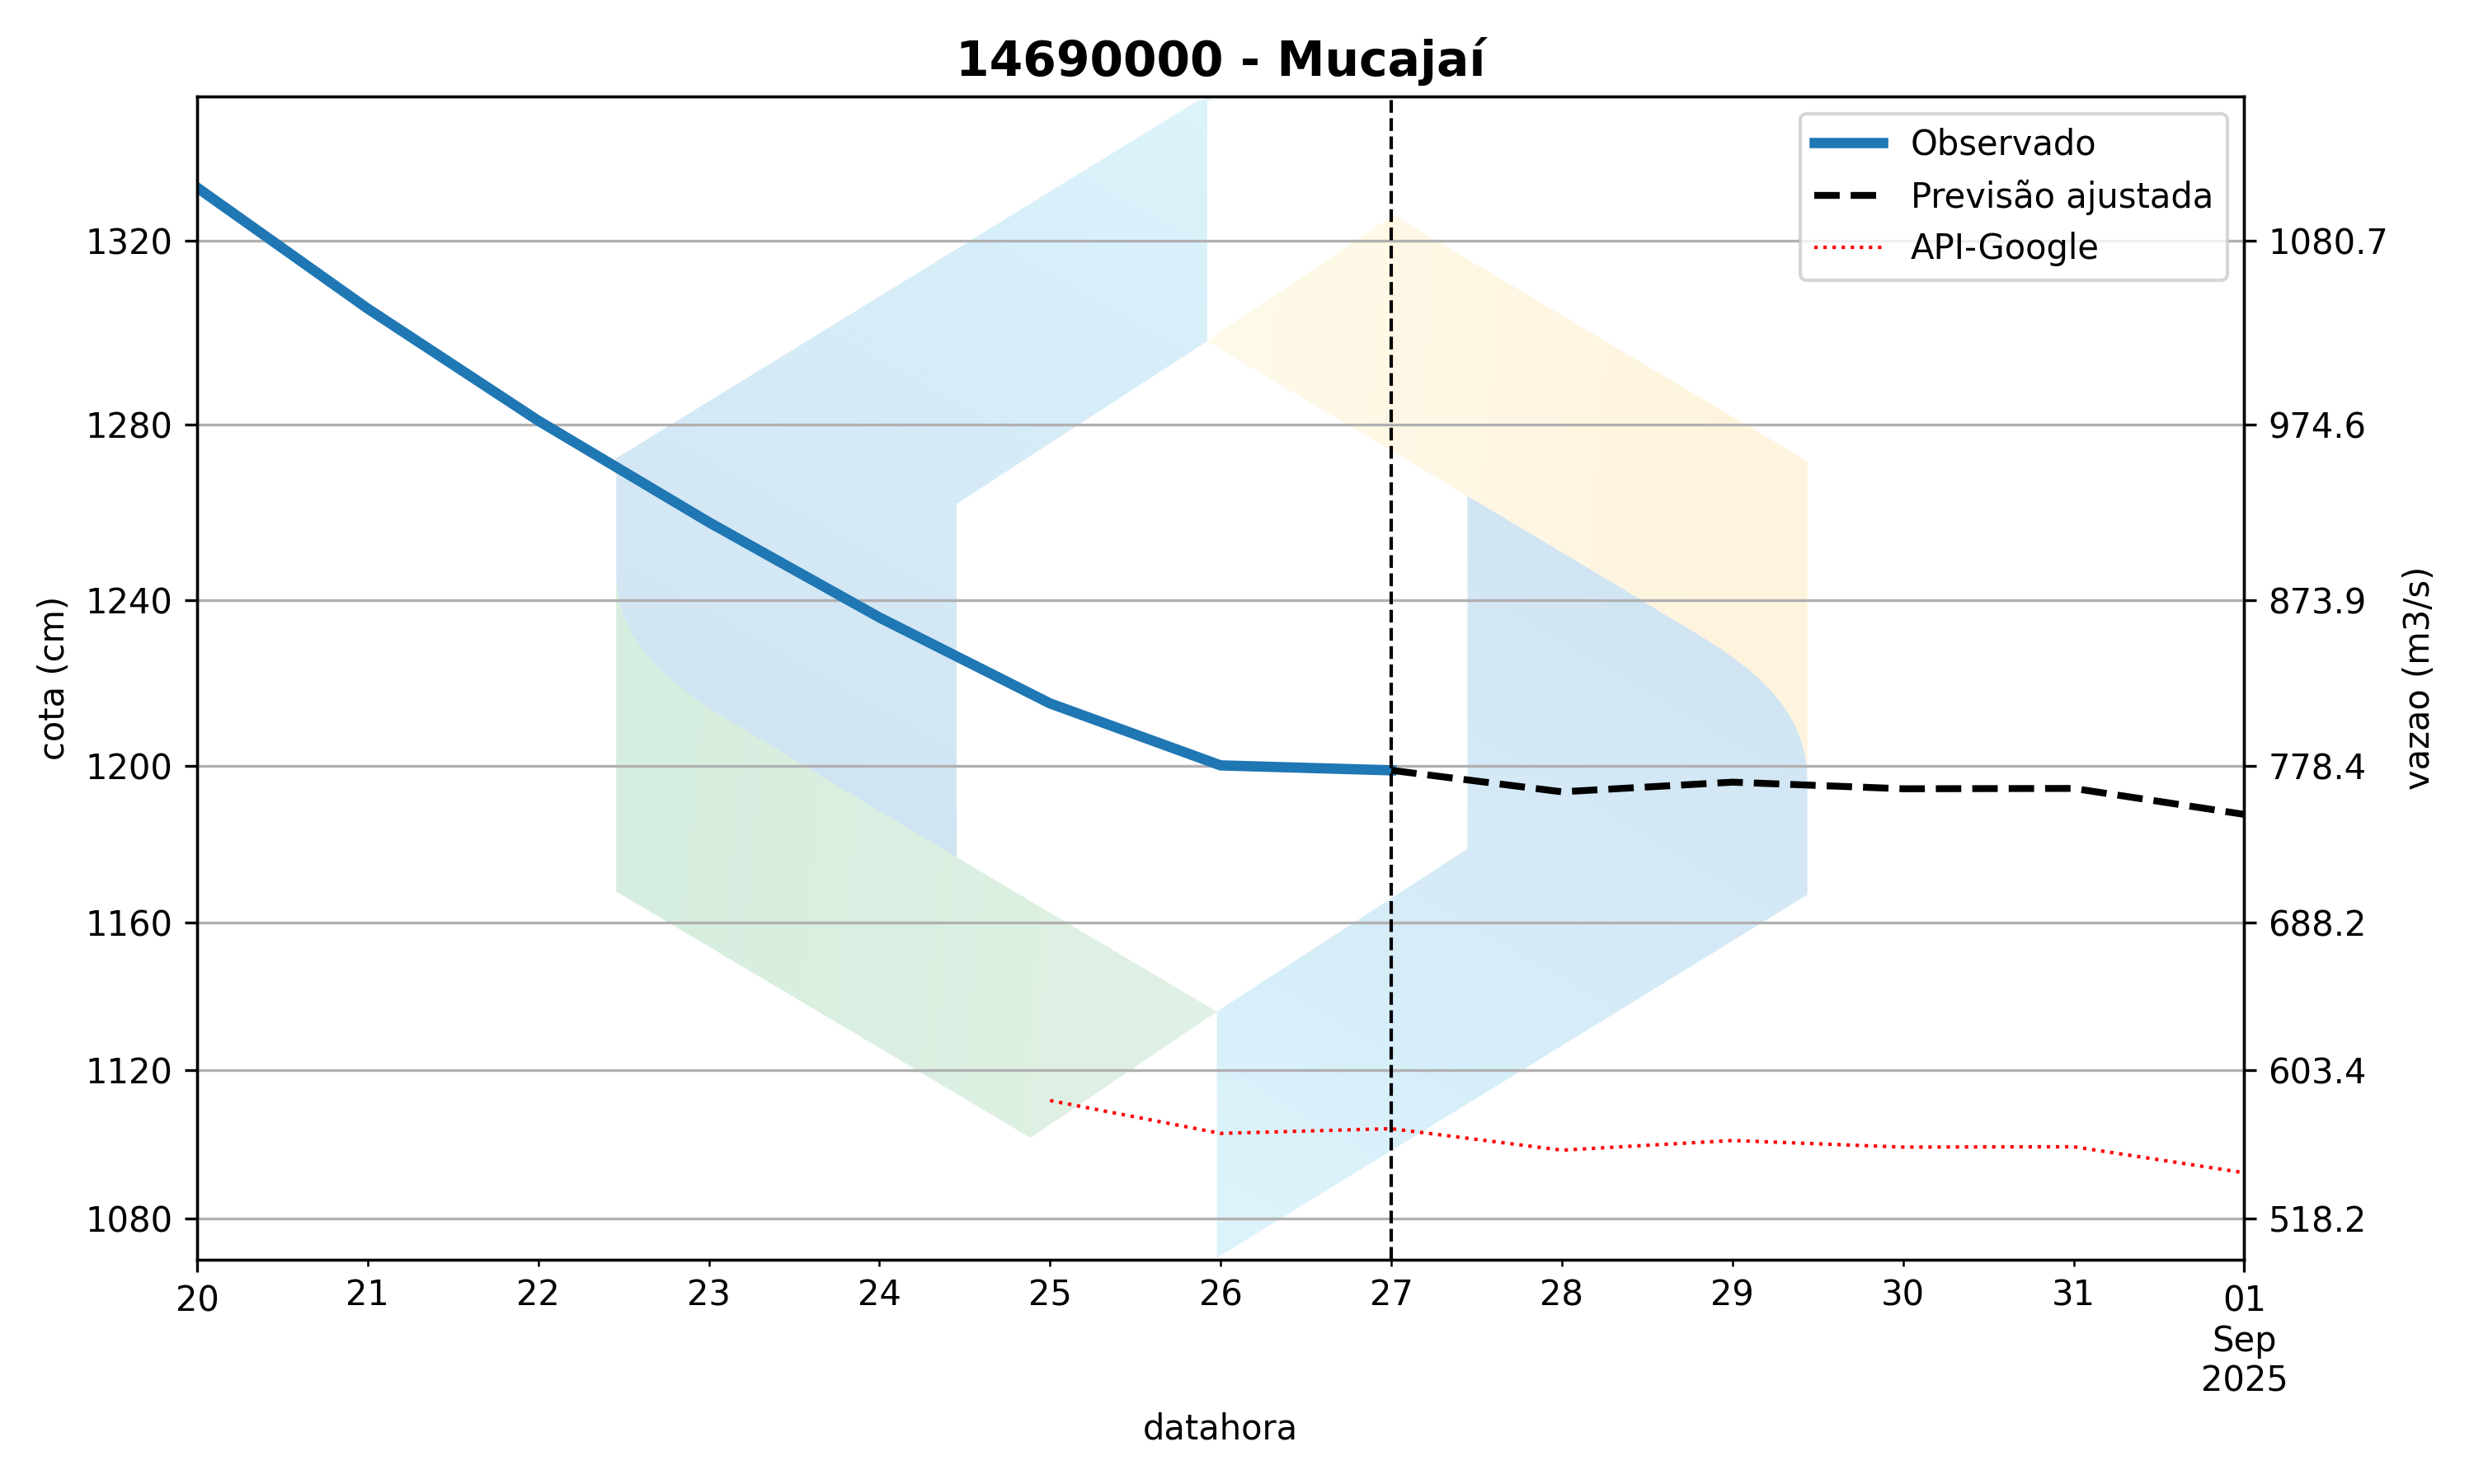 14690000 - Mucajaí
Observado
Previsão ajustada
API-Google
cota (cm)
1320
1280
1240
1200
1160
1120
1080
1080.7
974.6
873.9
778.4
688.2
603.4
518.2
vazao (m3/s)
20 21 22 23 24 25 26 27 28 29 30 31 01
Sep
2025
datahora